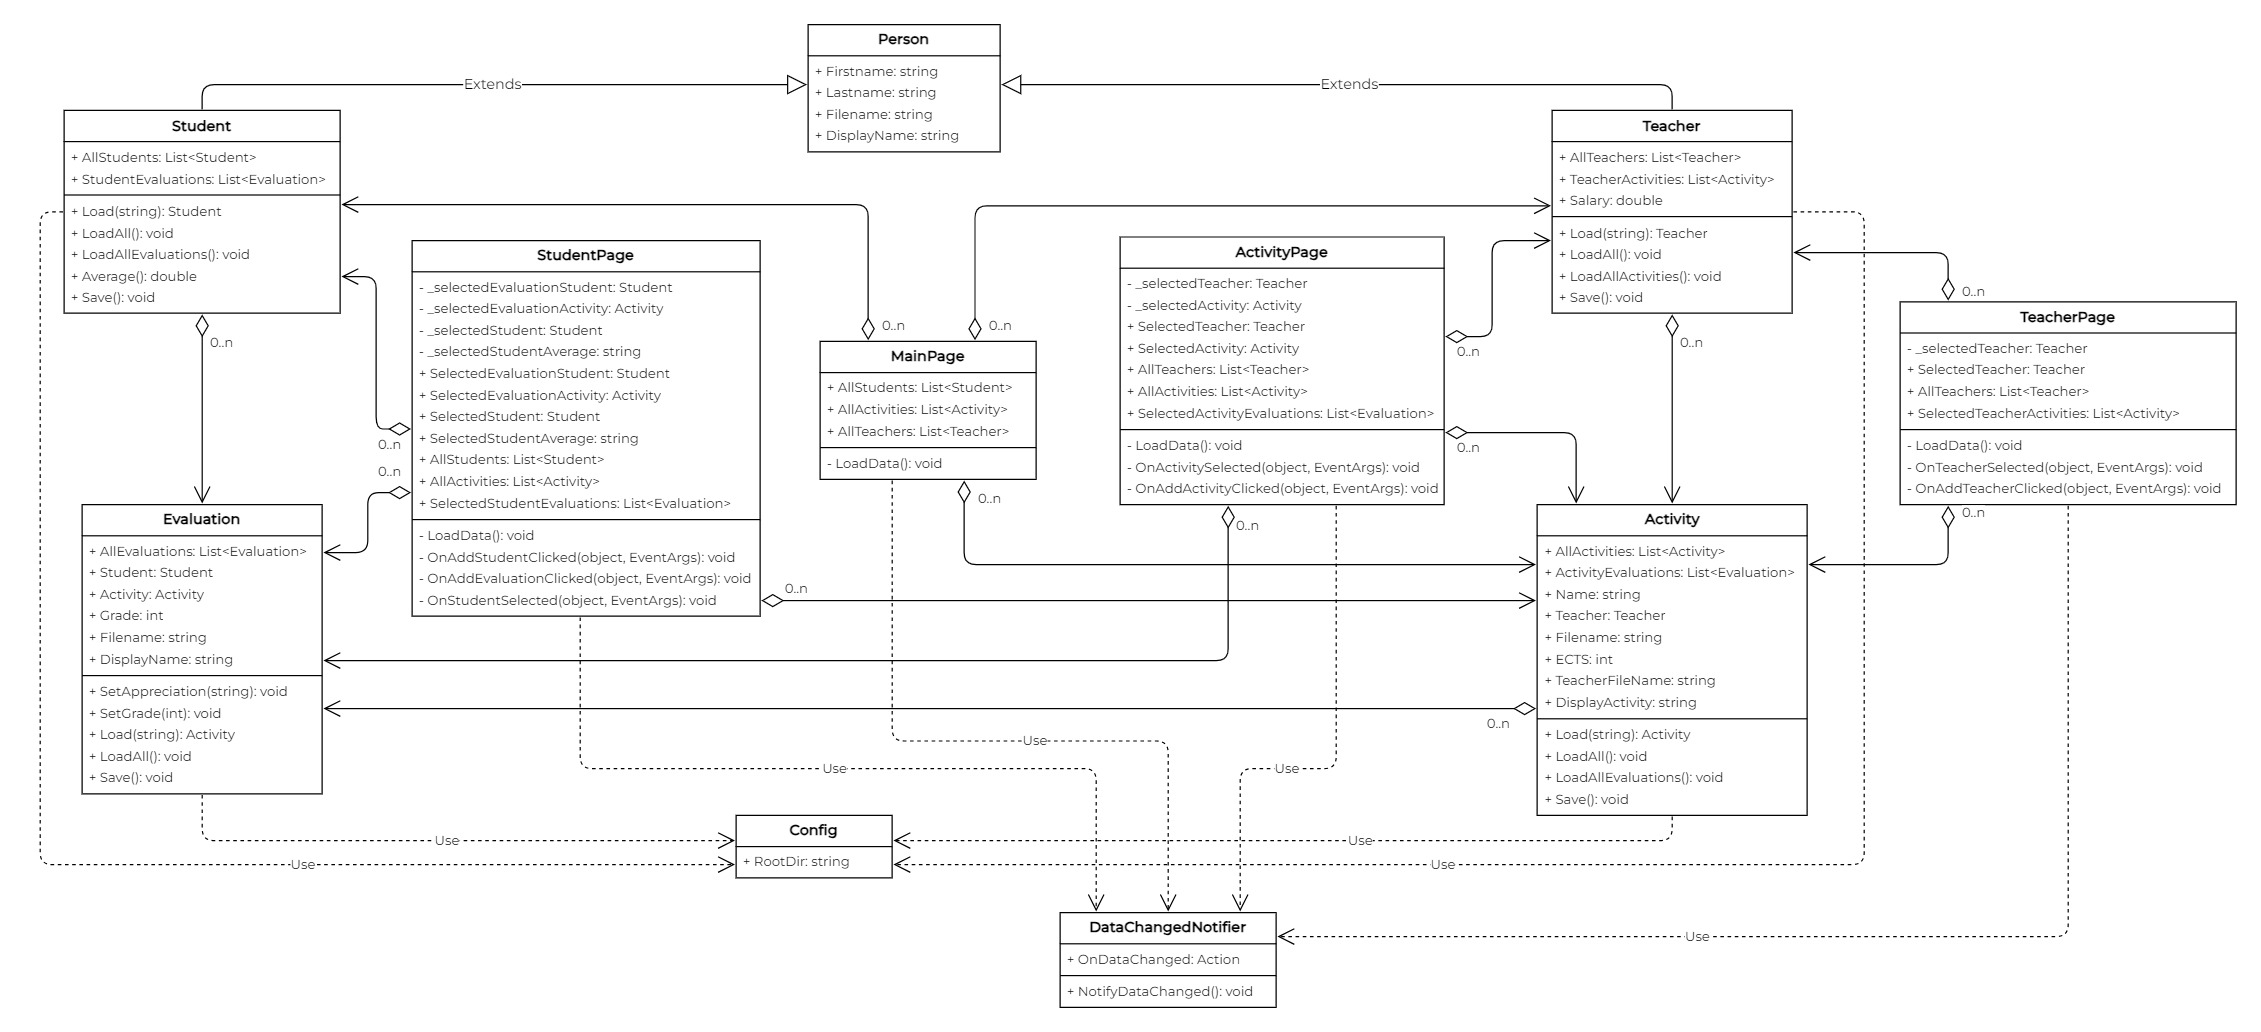 Person
+ Firstname: string
+ Lastname: string
+ Filename: string
+ DisplayName: string
Extends
Extends
Student
+ AllStudents: List<Student>
+ StudentEvaluations: List<Evaluation>
+ Load(string): Student
+ LoadAll(): void
+ LoadAllEvaluations(): void
+ Average(): double
+ Save(): void
0..n
Teacher
+ AllTeachers: List<Teacher>
+ TeacherActivities: List<Activity>
+ Salary: double
+ Load(string): Teacher
+ LoadAll(): void
+ LoadAllActivities(): void
+ Save(): void
0..n
StudentPage
- _selectedEvaluationStudent: Student
- _selectedEvaluationActivity: Activity
- _selectedStudent: Student
- _selectedStudentAverage: string
+ SelectedEvaluationStudent: Student
+ SelectedEvaluationActivity: Activity
+ SelectedStudent: Student
+ SelectedStudentAverage: string
+ AllStudents: List<Student>
+ AllActivities: List<Activity>
+ SelectedStudentEvaluations: List<Evaluation>
- LoadData(): void
- OnAddStudentClicked(object, EventArgs): void
- OnAddEvaluationClicked(object, EventArgs): void
- OnStudentSelected(object, EventArgs): void
0..n
0..n
0..n
0..n
0..n
MainPage
+ AllStudents: List<Student>
+ AllActivities: List<Activity>
+ AllTeachers: List<Teacher>
- LoadData(): void
0..n
ActivityPage
- _selectedTeacher: Teacher
- _selectedActivity: Activity
+ SelectedTeacher: Teacher
+ SelectedActivity: Activity
+ AllTeachers: List<Teacher>
+ AllActivities: List<Activity>
+ SelectedActivityEvaluations: List<Evaluation>
- LoadData(): void
- OnActivitySelected(object, EventArgs): void
- OnAddActivityClicked(object, EventArgs): void
0..n
0..n
0..n
0..n
TeacherPage
- _selectedTeacher: Teacher
+ SelectedTeacher: Teacher
+ AllTeachers: List<Teacher>
+ SelectedTeacherActivities: List<Activity>
- LoadData(): void
- OnTeacherSelected(object, EventArgs): void
- OnAddTeacherClicked(object, EventArgs): void
0..n
Evaluation
+ AllEvaluations: List<Evaluation>
+ Student: Student
+ Activity: Activity
+ Grade: int
+ Filename: string
+ DisplayName: string
+ SetAppreciation(string): void
+ SetGrade(int): void
+ Load(string): Activity
+ LoadAll(): void
+ Save(): void
Activity
+ AllActivities: List<Activity>
+ ActivityEvaluations: List<Evaluation>
+ Name: string
+ Teacher: Teacher
+ Filename: string
+ ECTS: int
+ TeacherFileName: string
+ DisplayActivity: string
+ Load(string): Activity
+ LoadAll(): void
+ LoadAllEvaluations(): void
+ Save(): void
0..n
Use
Use
Use
Use
Use
Use
Use
Config
+ RootDir: string
DataChangedNotifier
+ OnDataChanged: Action
+ NotifyDataChanged(): void
Use